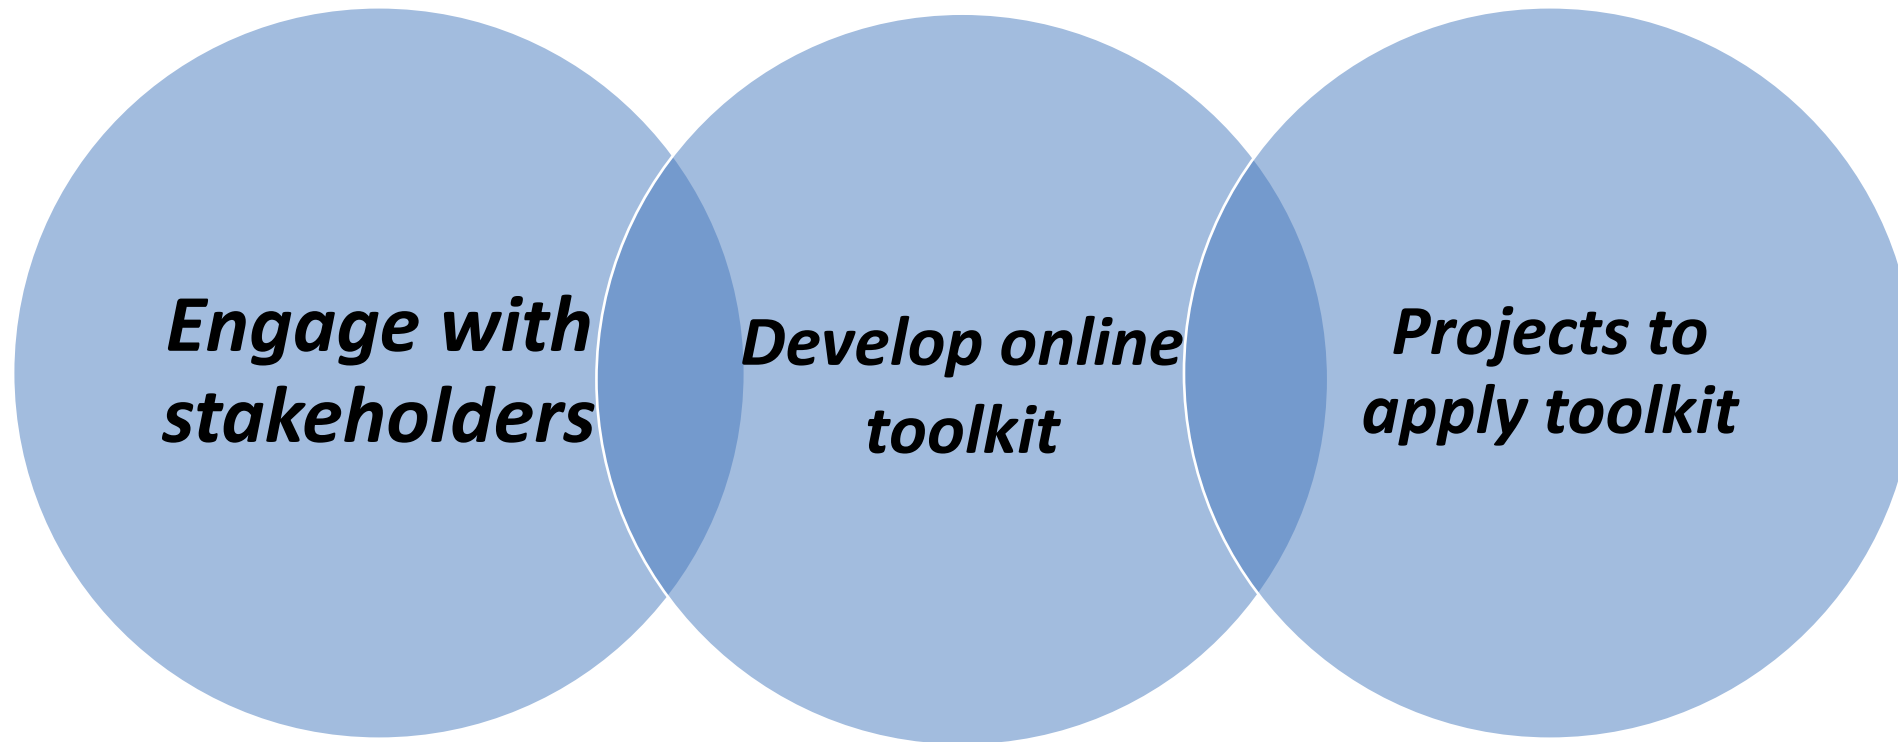 Engage with
stakeholders
Develop online
toolkit
Projects to
apply toolkit